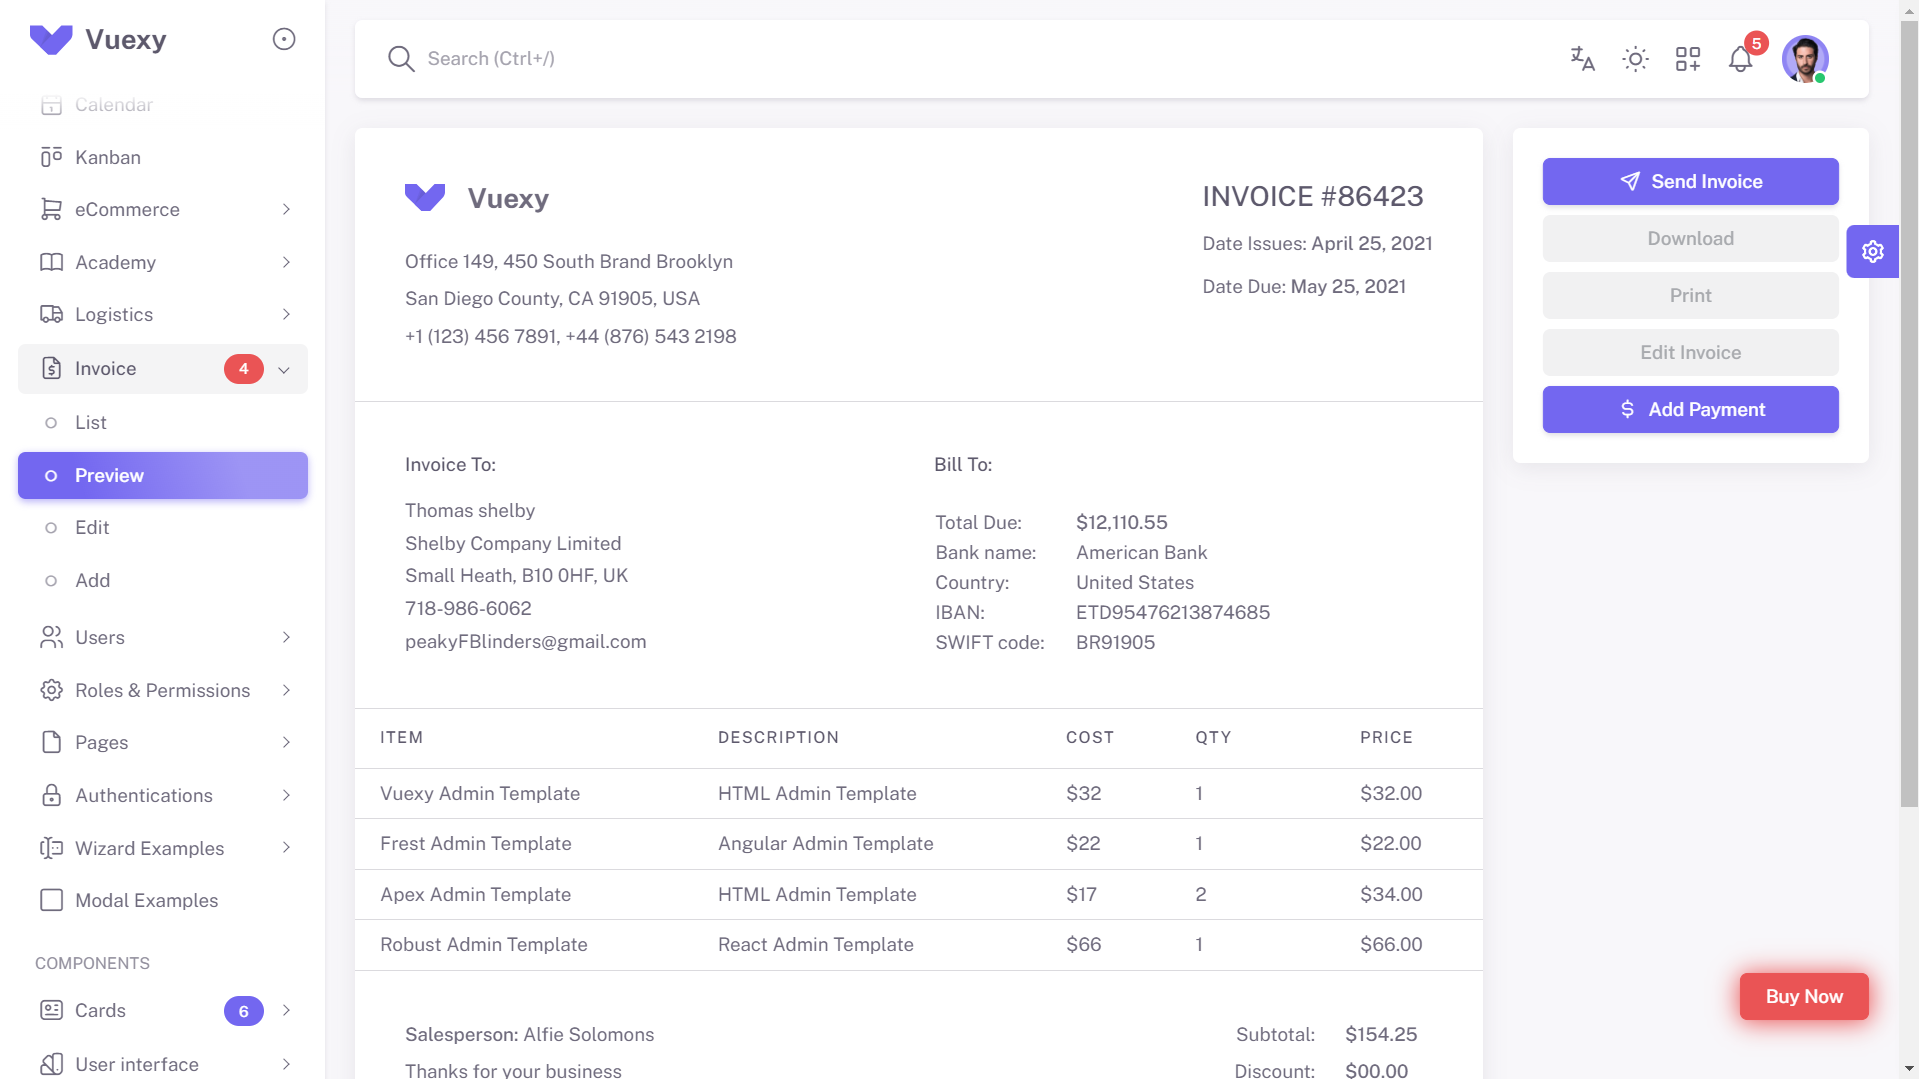 Vuexy
Calendar
Kanban
eCommerce
Academy
Logistics
Invoice 4
List
Preview
Edit
Add
Users
Roles & Permissions
Pages
Authentications
Wizard Examples
Modal Examples
COMPONENTS
Cards 6
User interface
Search (Ctrl+/)
5
Vuexy
Office 149, 450 South Brand Brooklyn
San Diego County, CA 91905, USA
+1 (123) 456 7891, +44 (876) 543 2198
INVOICE #86423
Date Issues: April 25, 2021
Date Due: May 25, 2021
Invoice To:
Thomas shelby
Shelby Company Limited
Small Heath, B10 0HF, UK
718-986-6062
peakyFBlinders@gmail.com
Bill To:
Total Due: $12,110.55
Bank name: American Bank
Country: United States
IBAN: ETD95476213874685
SWIFT code: BR91905
ITEM DESCRIPTION COST QTY PRICE
Vuexy Admin Template HTML Admin Template $32 1 $32.00
Frest Admin Template Angular Admin Template $22 1 $22.00
Apex Admin Template HTML Admin Template $17 2 $34.00
Robust Admin Template React Admin Template $66 1 $66.00
Salesperson: Alfie Solomons
Thanks for your business
Subtotal: $154.25
Discount: $00.00
Send Invoice
Download
Print
Edit Invoice
Add Payment
Buy Now